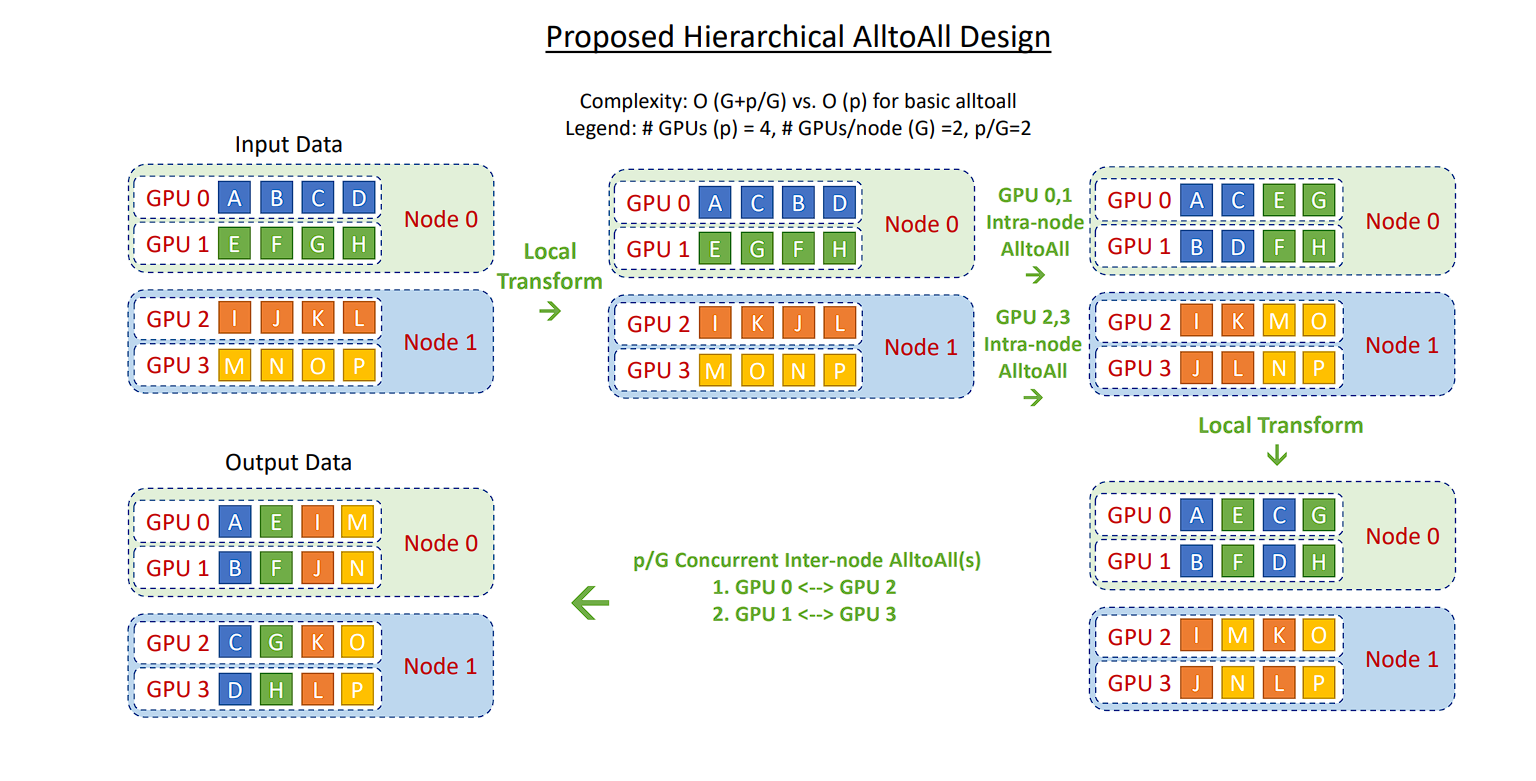 Proposed Hierarchical AlltoAll Design
Complexity: O (G+p/G) vs. O (p) for basic alltoall
Legend: # GPUs (p) = 4, # GPUs/node (G) =2, p/G=2
Input Data
GPU 0 A B C D
GPU 1 E F G H
Node 0
GPU 2 I J K L
GPU 3 M N O P
Node 1
Local
Transform
→
GPU 0 A C B D
GPU 1 E G F H
Node 0
GPU 2 I K J L
GPU 3 M O N P
Node 1
GPU 0,1
Intra-node
AlltoAll
→
GPU 2,3
Intra-node
AlltoAll
→
GPU 0 A C E G
GPU 1 B D F H
Node 0
GPU 2 I K M O
GPU 3 J L N P
Node 1
Local Transform
↓
GPU 0 A E C G
GPU 1 B F D H
Node 0
GPU 2 I M K O
GPU 3 J N L P
Node 1
p/G Concurrent Inter-node AlltoAll(s)
1. GPU 0 <--> GPU 2
2. GPU 1 <--> GPU 3
←
Output Data
GPU 0 A E I M
GPU 1 B F J N
Node 0
GPU 2 C G K O
GPU 3 D H L P
Node 1